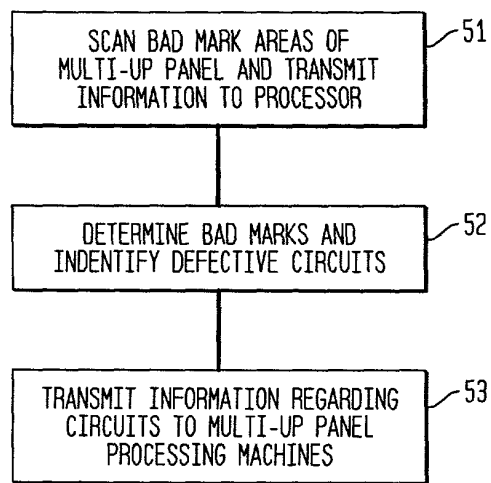 SCAN BAD MARK AREAS OF
MULTI-UP PANEL AND TRANSMIT
INFORMATION TO PROCESSOR
51
DETERMINE BAD MARKS AND
INDENTIFY DEFECTIVE CIRCUITS
52
TRANSMIT INFORMATION REGARDING
CIRCUITS TO MULTI-UP PANEL
PROCESSING MACHINES
53